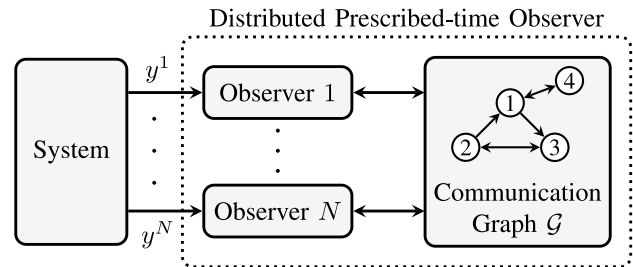 Distributed Prescribed-time Observer
System
y^1
y^N
Observer 1
Observer N
1
2
3
4
Communication
Graph 𝒢